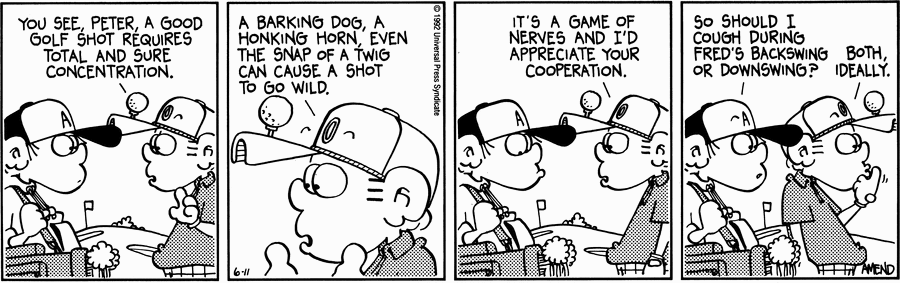 YOU SEE, PETER, A GOOD
GOLF SHOT REQUIRES
TOTAL AND SURE
CONCENTRATION.
A
A BARKING DOG, A
HONKING HORN, EVEN
THE SNAP OF A TWIG
CAN CAUSE A SHOT
TO GO WILD.
© 1992 Universal Press Syndicate
6-11
IT'S A GAME OF
NERVES AND I'D
APPRECIATE YOUR
COOPERATION.
A
SO SHOULD I
COUGH DURING
FRED'S BACKSWING
OR DOWNSWING?
BOTH,
IDEALLY.
AMEND